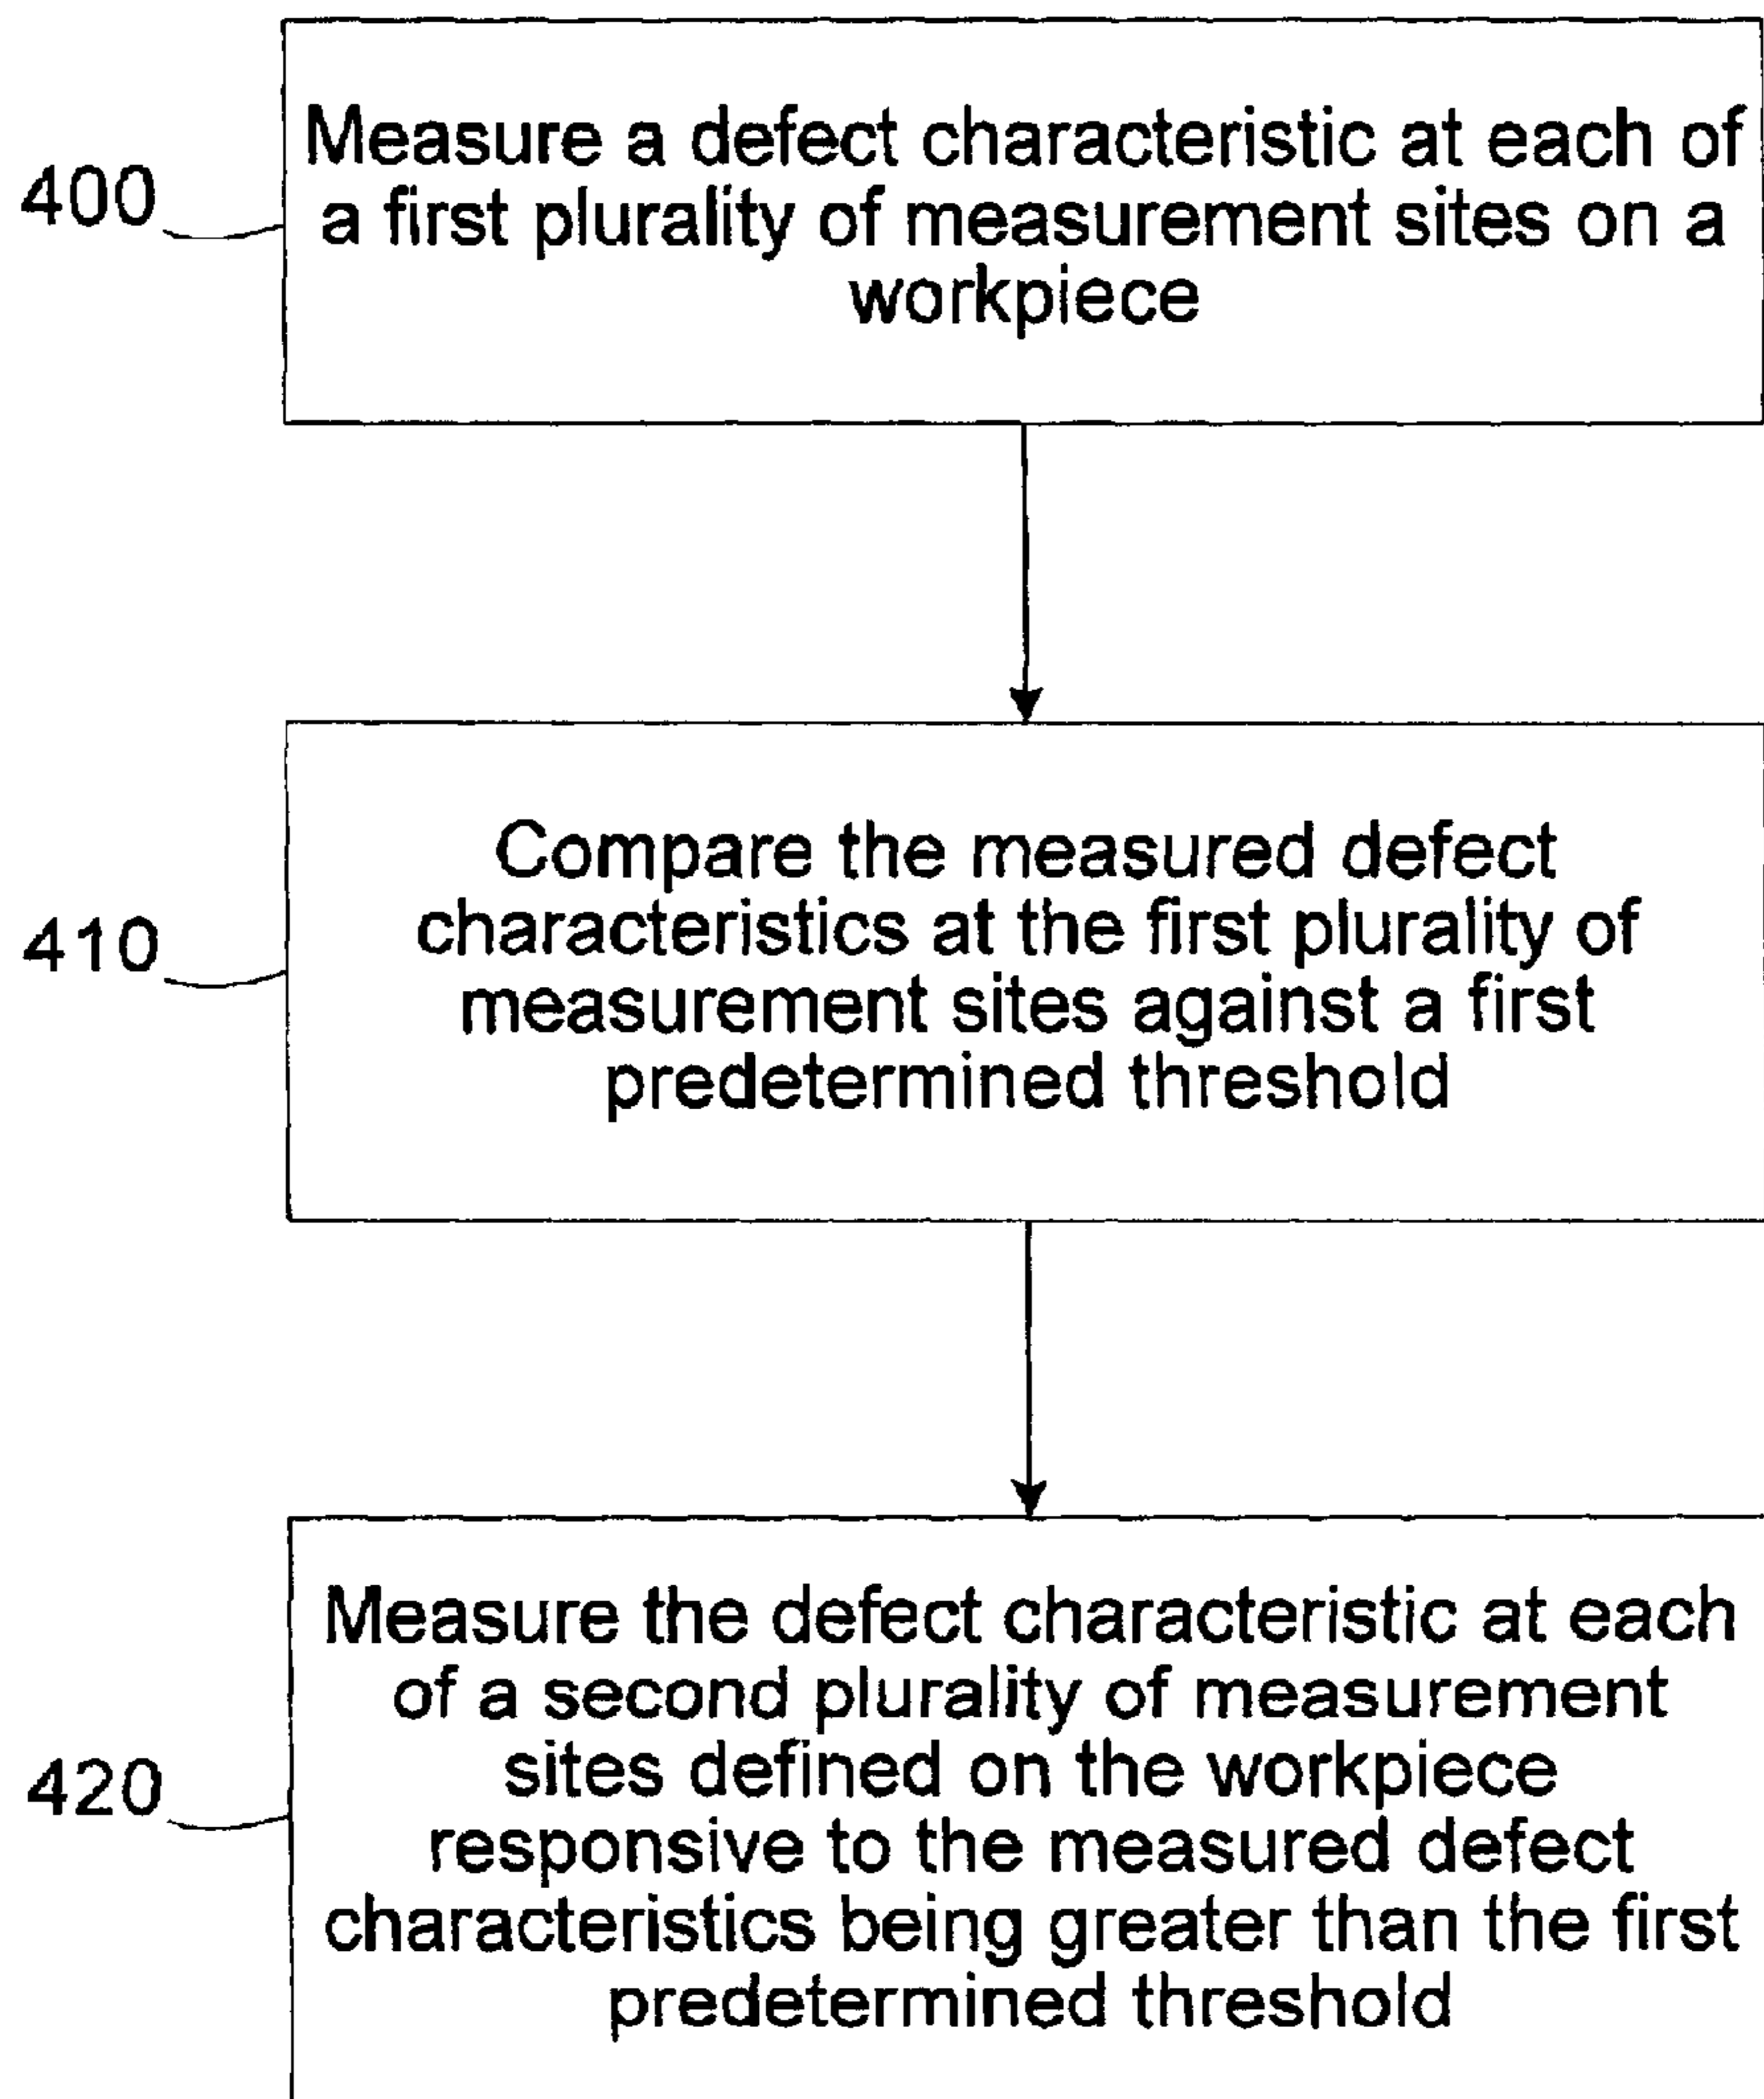 400
Measure a defect characteristic at each of
a first plurality of measurement sites on a
workpiece
410
Compare the measured defect
characteristics at the first plurality of
measurement sites against a first
predetermined threshold
420
Measure the defect characteristic at each
of a second plurality of measurement
sites defined on the workpiece
responsive to the measured defect
characteristics being greater than the first
predetermined threshold